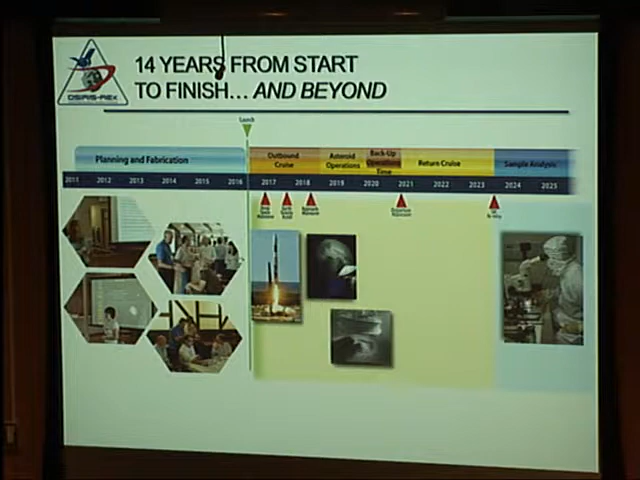 14 YEARS FROM START
TO FINISH... AND BEYOND
OSIRIS-REx
Launch
Planning and Fabrication
Outbound
Cruise
Asteroid
Operations
Back-Up
Operations
Time
Return Cruise
Sample Analysis
2011 2012 2013 2014 2015 2016 2017 2018 2019 2020 2021 2022 2023 2024 2025
Departure
Maneuver